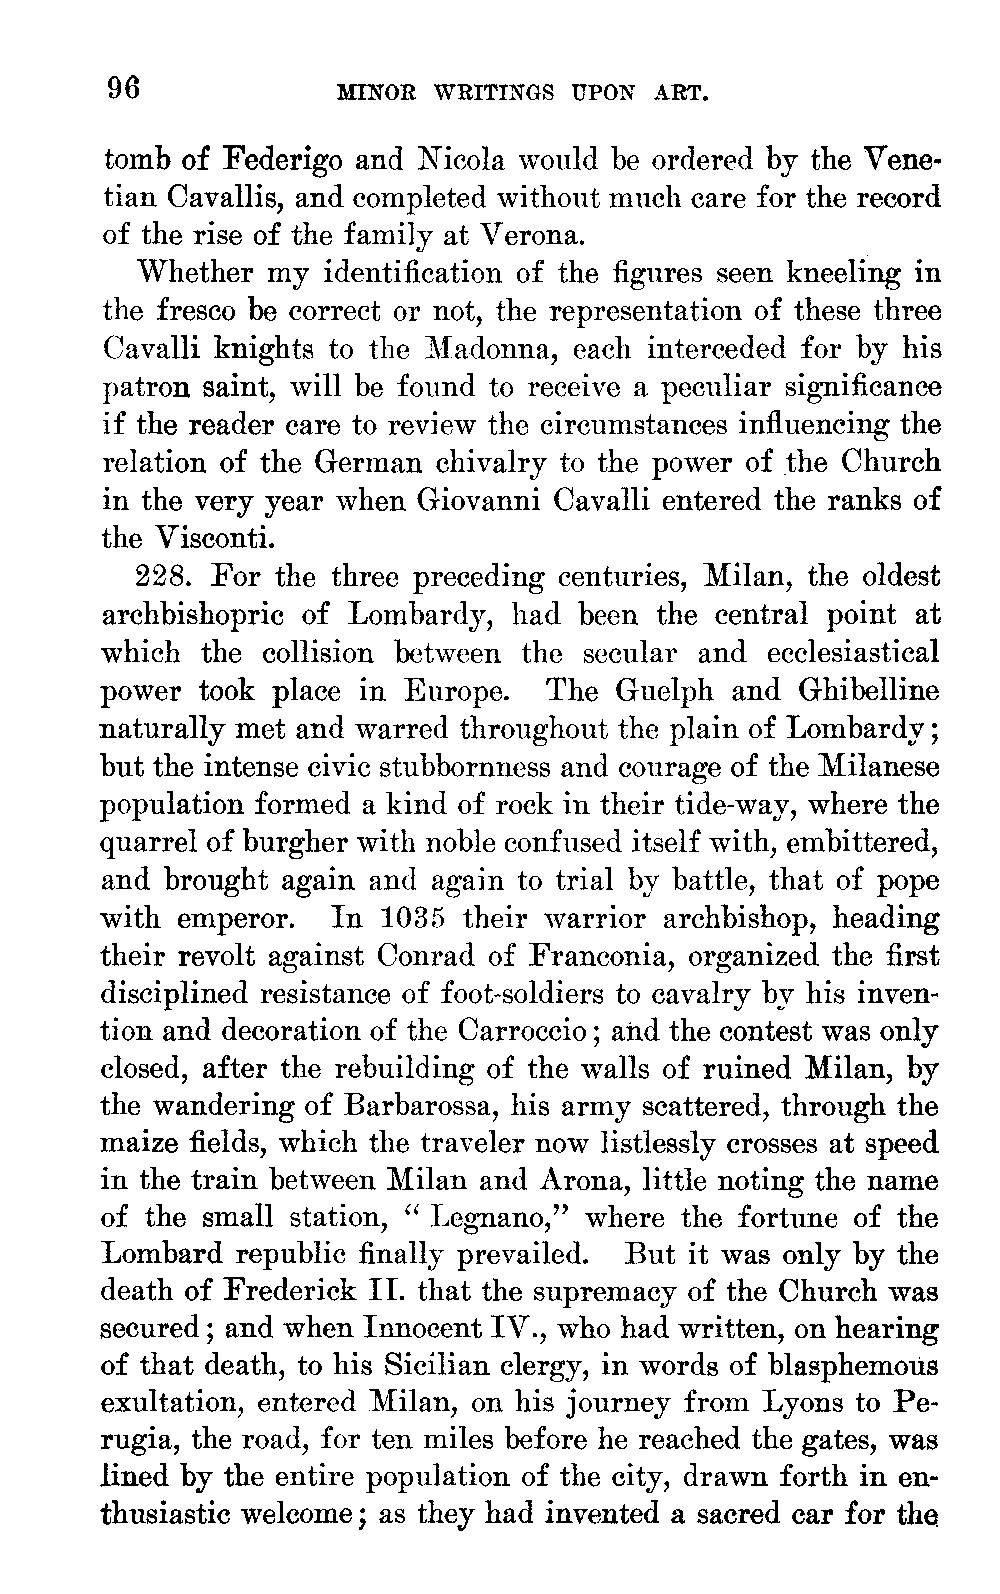 96 MINOR WRITINGS UPON ART.
tomb of Federigo and Nicola would be ordered by the Vene-
tian Cavallis, and completed without much care for the record
of the rise of the family at Verona.
Whether my identification of the figures seen kneeling in
the fresco be correct or not, the representation of these three
Cavalli knights to the Madonna, each interceded for by his
patron saint, will be found to receive a peculiar significance
if the reader care to review the circumstances influencing the
relation of the German chivalry to the power of the Church
in the very year when Giovanni Cavalli entered the ranks of
the Visconti.
228. For the three preceding centuries, Milan, the oldest
archbishopric of Lombardy, had been the central point at
which the collision between the secular and ecclesiastical
power took place in Europe. The Guelph and Ghibelline
naturally met and warred throughout the plain of Lombardy;
but the intense civic stubbornness and courage of the Milanese
population formed a kind of rock in their tide-way, where the
quarrel of burgher with noble confused itself with, embittered,
and brought again and again to trial by battle, that of pope
with emperor. In 1035 their warrior archbishop, heading
their revolt against Conrad of Franconia, organized the first
disciplined resistance of foot-soldiers to cavalry by his inven-
tion and decoration of the Carroccio; and the contest was only
closed, after the rebuilding of the walls of ruined Milan, by
the wandering of Barbarossa, his army scattered, through the
maize fields, which the traveler now listlessly crosses at speed
in the train between Milan and Arona, little noting the name
of the small station, “ Legnano,” where the fortune of the
Lombard republic finally prevailed. But it was only by the
death of Frederick II. that the supremacy of the Church was
secured; and when Innocent IV., who had written, on hearing
of that death, to his Sicilian clergy, in words of blasphemous
exultation, entered Milan, on his journey from Lyons to Pe-
rugia, the road, for ten miles before he reached the gates, was
lined by the entire population of the city, drawn forth in en-
thusiastic welcome; as they had invented a sacred car for the